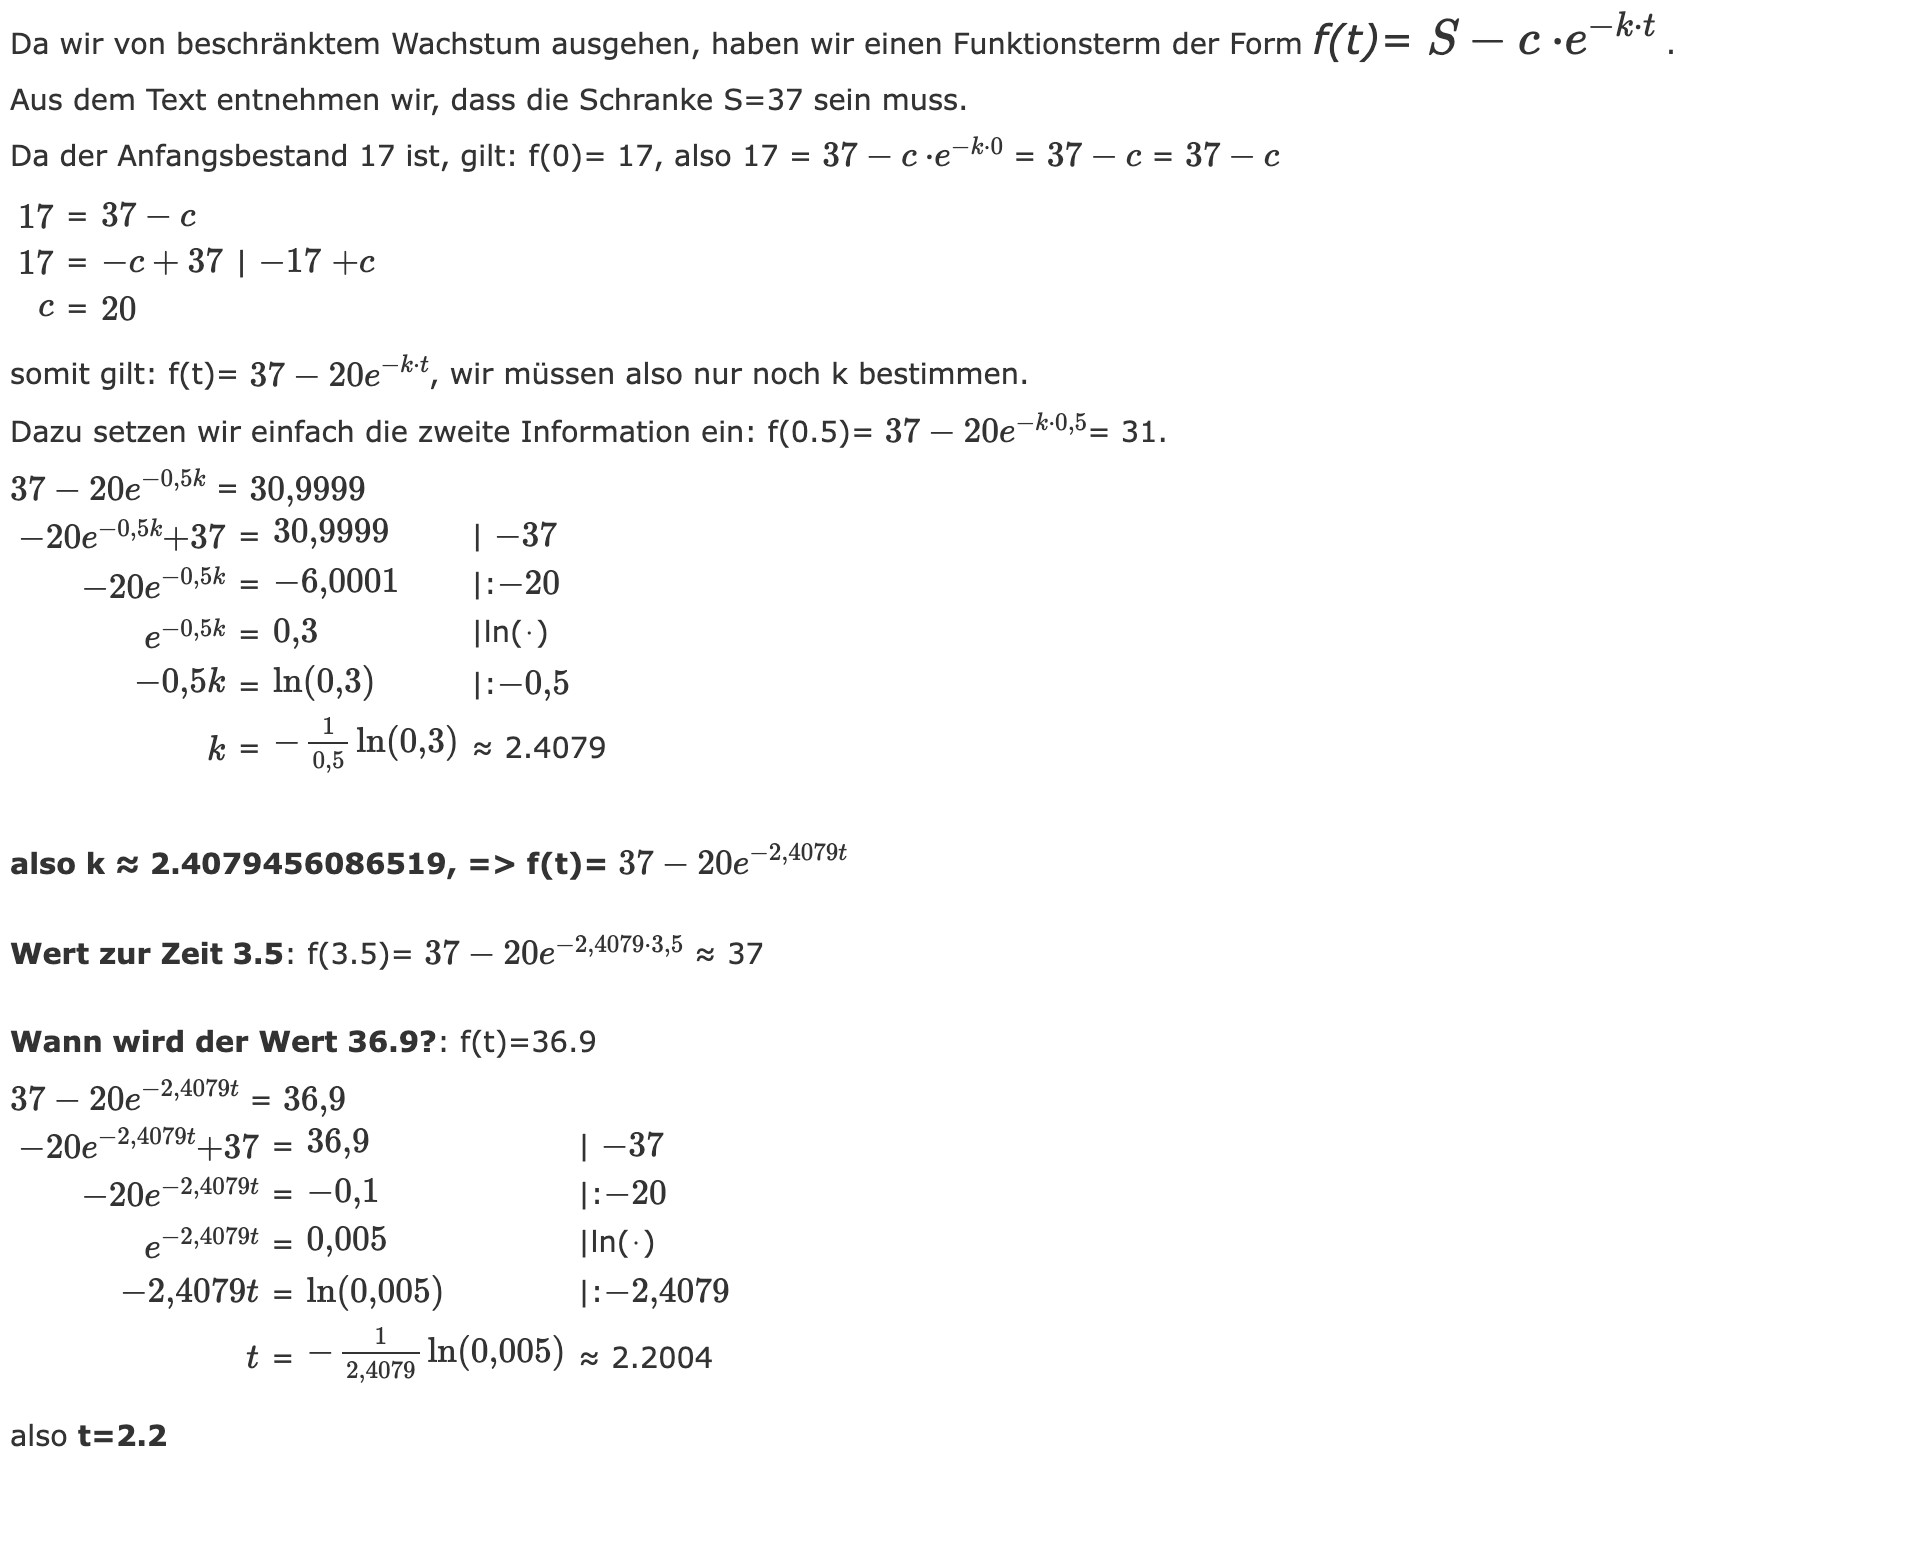 Da wir von beschränktem Wachstum ausgehen, haben wir einen Funktionsterm der Form f(t)= S − c ·e^{−k·t} .
Aus dem Text entnehmen wir, dass die Schranke S=37 sein muss.
Da der Anfangsbestand 17 ist, gilt: f(0)= 17, also 17 = 37 − c ·e^{−k·0} = 37 − c = 37 − c
17 = 37 − c
17 = −c + 37 | −17 +c
c = 20
somit gilt: f(t)= 37 − 20e^{−k·t}, wir müssen also nur noch k bestimmen.
Dazu setzen wir einfach die zweite Information ein: f(0.5)= 37 − 20e^{−k·0,5}= 31.
37 − 20e^{−0,5k} = 30,9999
−20e^{−0,5k}+37 = 30,9999 | −37
−20e^{−0,5k} = −6,0001 |:−20
e^{−0,5k} = 0,3 |ln(·)
−0,5k = ln(0,3) |:−0,5
k = −\frac{1}{0,5} ln(0,3) ≈ 2.4079
also k ≈ 2.4079456086519, => f(t)= 37 − 20e^{−2,4079t}
Wert zur Zeit 3.5: f(3.5)= 37 − 20e^{−2,4079·3,5} ≈ 37
Wann wird der Wert 36.9?: f(t)=36.9
37 − 20e^{−2,4079t} = 36,9
−20e^{−2,4079t}+37 = 36,9 | −37
−20e^{−2,4079t} = −0,1 |:−20
e^{−2,4079t} = 0,005 |ln(·)
−2,4079t = ln(0,005) |:−2,4079
t = −\frac{1}{2,4079} ln(0,005) ≈ 2.2004
also t=2.2